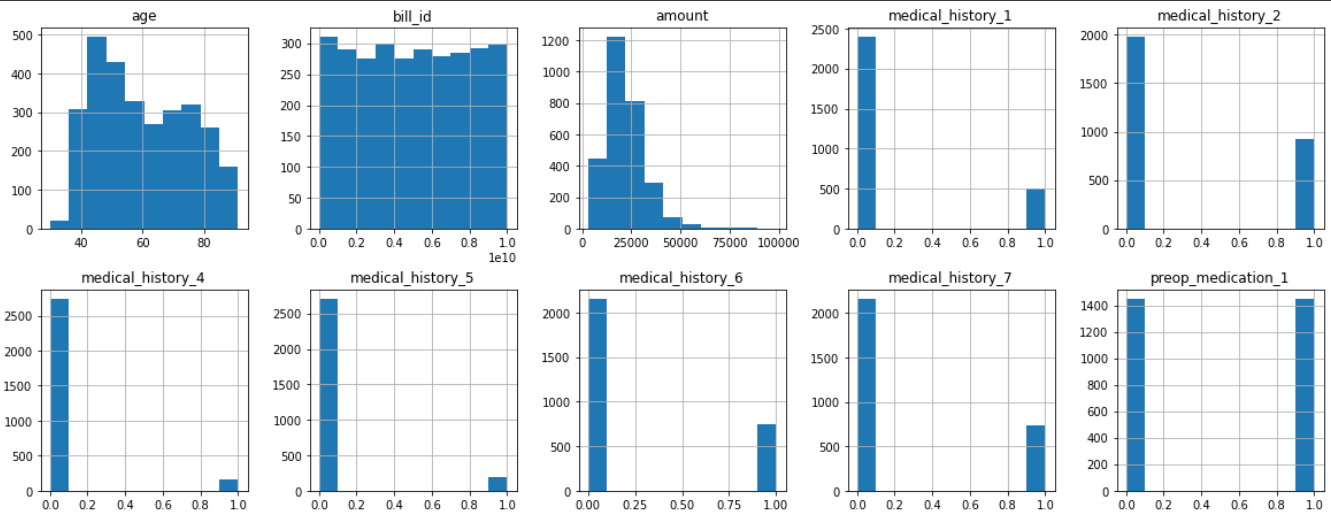 age
500
400
300
200
100
0
40 60 80
bill_id
300
250
200
150
100
50
0
0.0 0.2 0.4 0.6 0.8 1.0
1e10
amount
1200
1000
800
600
400
200
0
0 25000 50000 75000 100000
medical_history_1
2500
2000
1500
1000
500
0
0.0 0.2 0.4 0.6 0.8 1.0
medical_history_2
2000
1500
1000
500
0
0.0 0.2 0.4 0.6 0.8 1.0
medical_history_4
2500
2000
1500
1000
500
0
0.0 0.2 0.4 0.6 0.8 1.0
medical_history_5
2500
2000
1500
1000
500
0
0.0 0.2 0.4 0.6 0.8 1.0
medical_history_6
2000
1500
1000
500
0
0.00 0.25 0.50 0.75 1.00
medical_history_7
2000
1500
1000
500
0
0.0 0.2 0.4 0.6 0.8 1.0
preop_medication_1
1400
1200
1000
800
600
400
200
0
0.0 0.2 0.4 0.6 0.8 1.0